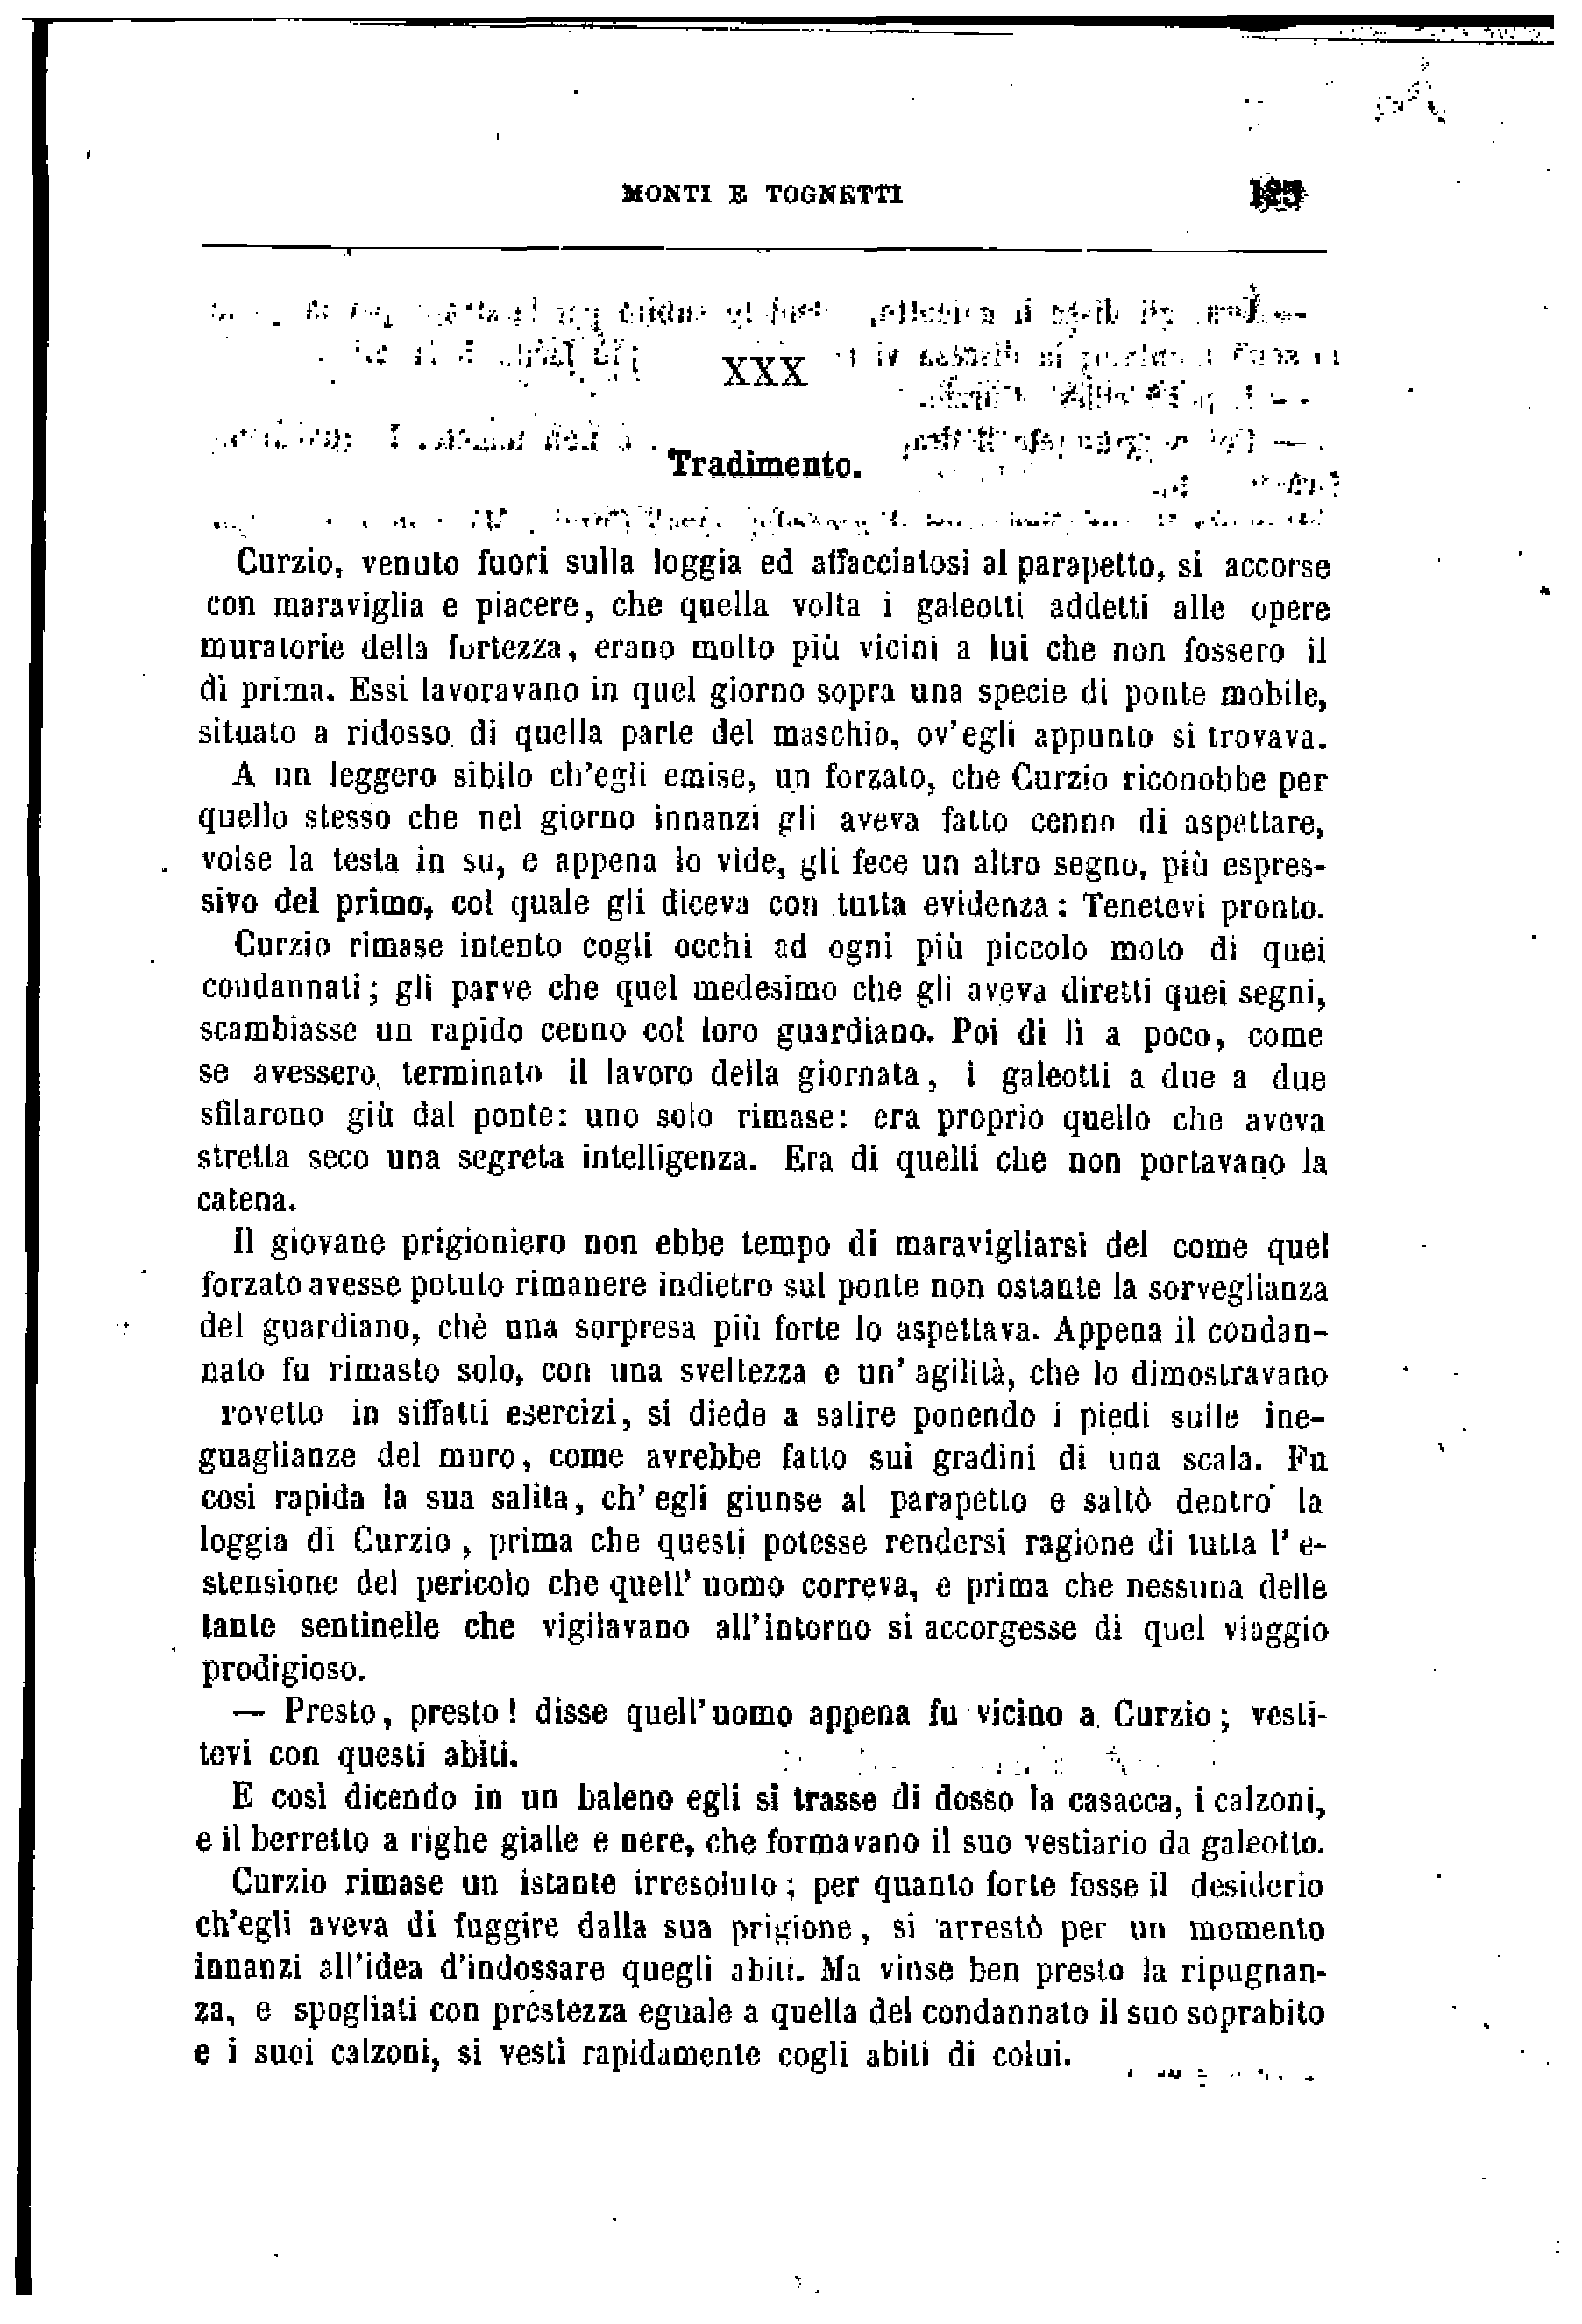 MONTI E TOGNETTI
XXX
Tradimento.
Curzio, venuto fuori sulla loggia ed affacciatosi al parapetto, si accorse
con maraviglia e piacere, che quella volta i galeotti addetti alle opere
muratorie della fortezza, erano molto più vicini a lui che non fossero il
dì prima. Essi lavoravano in quel giorno sopra una specie di ponte mobile,
situato a ridosso di quella parte del maschio, ov'egli appunto si trovava.
A un leggero sibilo ch'egli emise, un forzato, che Curzio riconobbe per
quello stesso che nel giorno innanzi gli aveva fatto cenno di aspettare,
volse la testa in su, e appena lo vide, gli fece un altro segno, più espres-
sivo del primo, col quale gli diceva con tutta evidenza: Tenetevi pronto.
Curzio rimase intento cogli occhi ad ogni più piccolo moto di quei
condannati; gli parve che quel medesimo che gli aveva diretti quei segni,
scambiasse un rapido cenno col loro guardiano. Poi di lì a poco, come
se avessero terminato il lavoro della giornata, i galeotti a due a due
sfilarono giù dal ponte: uno solo rimase: era proprio quello che aveva
stretta seco una segreta intelligenza. Era di quelli che non portavano la
catena.
Il giovane prigioniero non ebbe tempo di maravigliarsi del come quel
forzato avesse potuto rimanere indietro sul ponte non ostante la sorveglianza
del guardiano, chè una sorpresa più forte lo aspettava. Appena il condan-
nato fu rimasto solo, con una sveltezza e un' agilità, che lo dimostravano
rovetto in siffatti esercizi, si diede a salire ponendo i piedi sulle ine-
guaglianze del muro, come avrebbe fatto sui gradini di una scala. Fu
così rapida la sua salita, ch' egli giunse al parapetto e saltò dentro la
loggia di Curzio, prima che questi potesse rendersi ragione di tutta l' e-
stensione del pericolo che quell' uomo correva, e prima che nessuna delle
tante sentinelle che vigilavano all'intorno si accorgesse di quel viaggio
prodigioso.
— Presto, presto! disse quell'uomo appena fu vicino a Curzio; vesti-
tevi con questi abiti.
E così dicendo in un baleno egli si trasse di dosso la casacca, i calzoni,
e il berretto a righe gialle e nere, che formavano il suo vestiario da galeotto.
Curzio rimase un istante irresoluto; per quanto forte fosse il desiderio
ch'egli aveva di fuggire dalla sua prigione, si arrestò per un momento
innanzi all'idea d'indossare quegli abiti. Ma vinse ben presto la ripugnan-
za, e spogliati con prestezza eguale a quella del condannato il suo soprabito
e i suoi calzoni, si vestì rapidamente cogli abiti di colui.